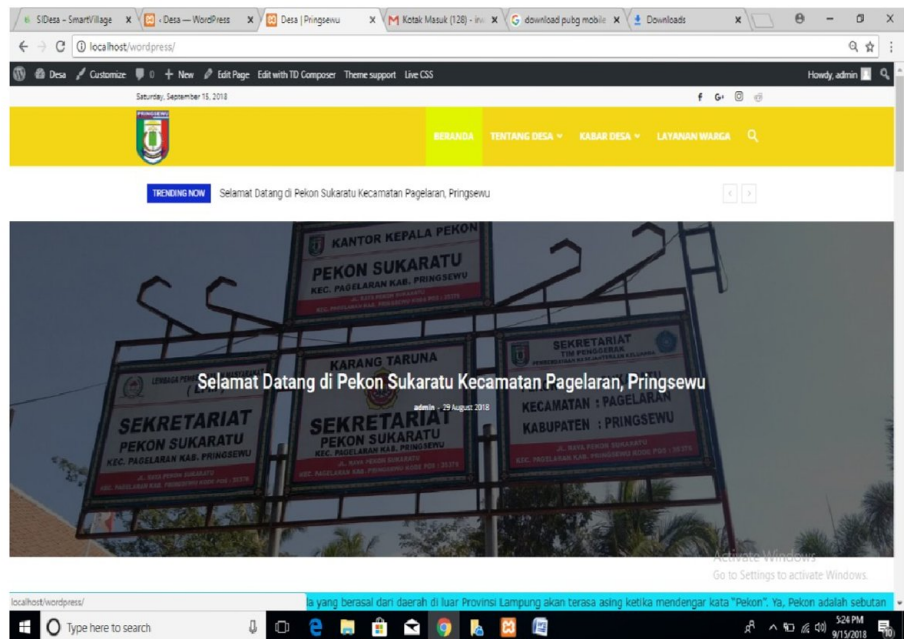 SIDesa ~ SmartVillage
‹ Desa — WordPress
Desa | Pringsewu
Kotak Masuk (128) - inv
download pubg mobile
Downloads
localhost/wordpress/
Desa Customize 0 New Edit Page Edit with TD Composer Theme support Live CSS Howdy, admin
Saturday, September 15, 2018
PRINGSEWU
BERANDA TENTANG DESA KABAR DESA LAYANAN WARGA
TRENDING NOW Selamat Datang di Pekon Sukaratu Kecamatan Pagelaran, Pringsewu
KANTOR KEPALA PEKON
PEKON SUKARATU
KEC. PAGELARAN KAB. PRINGSEWU
SEKRETARIAT
TIM PENGGERAK
KECAMATAN : PAGELARAN
KABUPATEN : PRINGSEWU
KARANG TARUNA
SEKRETARIAT
PEKON SUKARATU
KEC. PAGELARAN KAB. PRINGSEWU
SEKRETARIAT
PEKON SUKARATU
KEC. PAGELARAN KAB. PRINGSEWU
Selamat Datang di Pekon Sukaratu Kecamatan Pagelaran, Pringsewu
admin - 29 August 2018
Activate Windows
Go to Settings to activate Windows.
localhost/wordpress/
da yang berasal dari daerah di luar Provinsi Lampung akan terasa asing ketika mendengar kata "Pekon". Ya, Pekon adalah sebutan
Type here to search
5:24 PM
9/15/2018